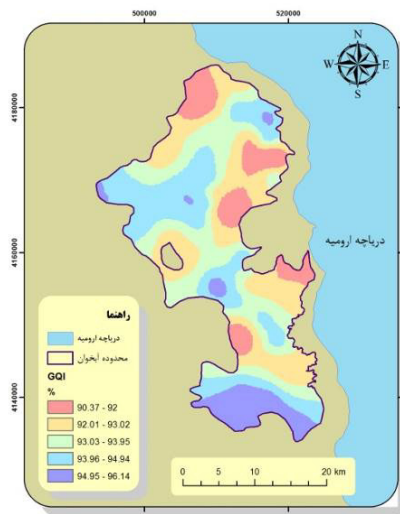 500000 520000
N
W E
S
4180000
4160000
4140000
دریاچه ارومیه
راهنما
دریاچه ارومیه
محدوده آبخوان
GQI
%
90.37 - 92
92.01 - 93.02
93.03 - 93.95
93.96 - 94.94
94.95 - 96.14
0 5 10 20 km